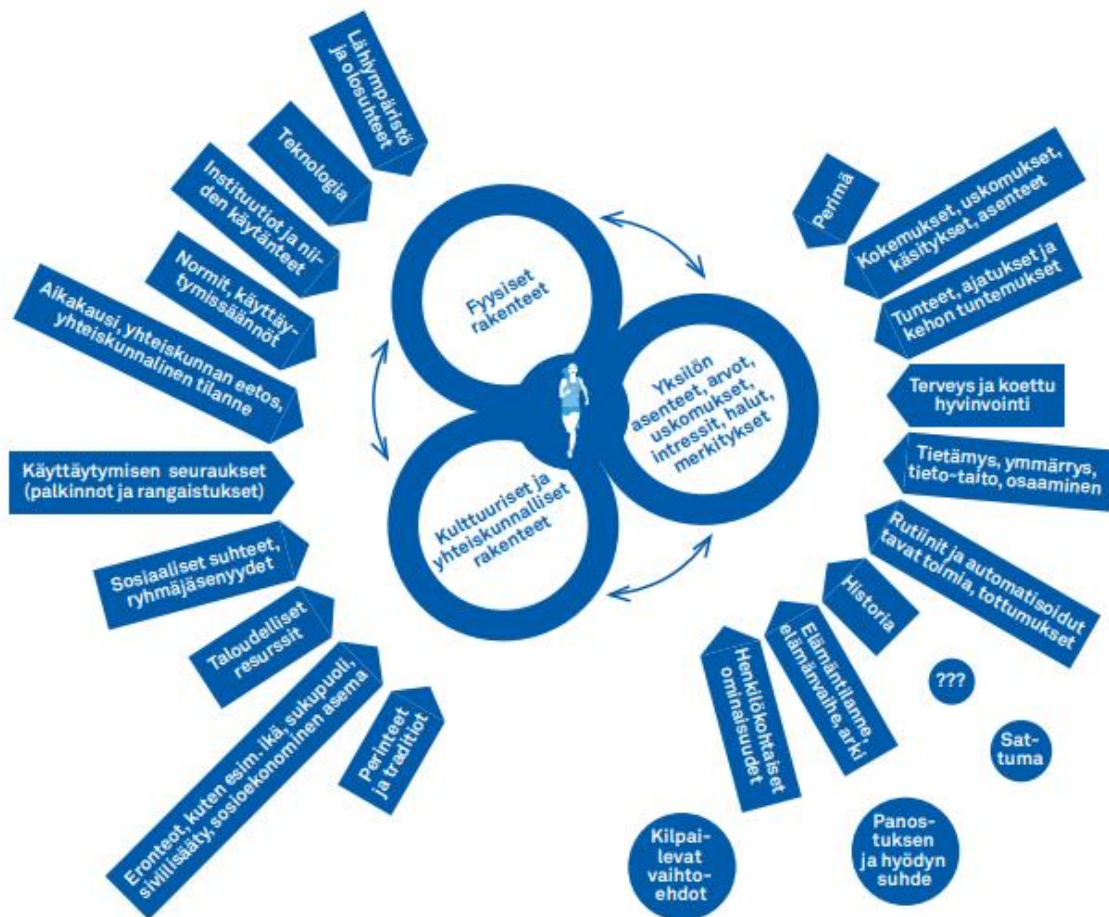 Lähiympäristö
ja olosuhteet
Teknologia
Instituutiot ja nii-
den käytänteet
Normit, käyttäy-
tymissäännöt
Aikakausi, yhteiskunnan eetos,
yhteiskunnalinen tilanne
Käyttäytymisen seuraukset
(palkinnot ja rangaistukset)
Sosiaaliset suhteet,
ryhmäjäsenyydet
Taloudelliset
resurssit
Eronteot, kuten esim. ikä, sukupuoli,
siviilisääty, sosioekonominen asema
Perinteet
ja traditiot
Fyysiset
rakenteet
Yksilön
asenteet, arvot,
uskomukset,
intressit, halut,
merkitykset
Kulttuuriset ja
yhteiskunnalliset
rakenteet
Perimä
Kokemukset, uskomukset,
käsitykset, asenteet
Tunteet, ajatukset ja
kehon tuntemukset
Terveys ja koettu
hyvinvointi
Tietämys, ymmärrys,
tieto-taito, osaaminen
Rutiinit ja automatisoidut
tavat toimia, tottumukset
Historia
Elämäntilanne,
elämänvaihe, arki
Henkilökohtaiset
ominaisuudet
???
Sat-
tuma
Panos-
tuksen
ja hyödyn
suhde
Kilpai-
levat
vaihto-
ehdot